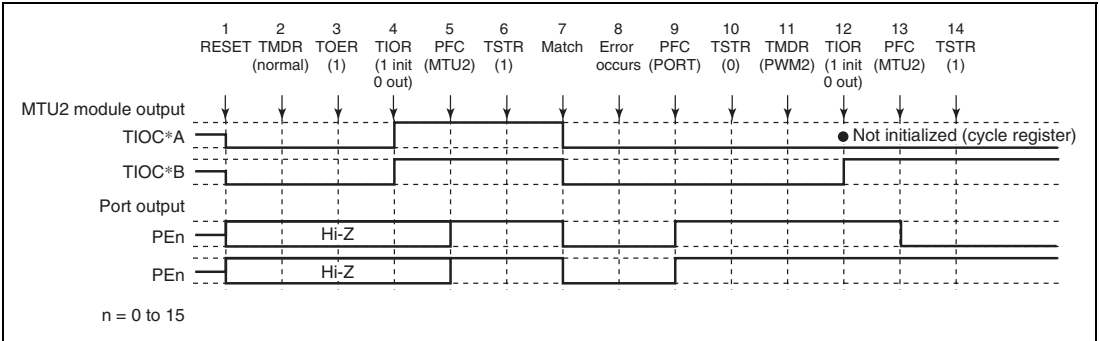 1 2 3 4 5 6 7 8 9 10 11 12 13 14
RESET TMDR TOER TIOR PFC TSTR Match Error PFC TSTR TMDR TIOR PFC TSTR
(normal) (1) (1 init (MTU2) (1) occurs (PORT) (0) (PWM2) (1 init (MTU2) (1)
0 out) 0 out)
MTU2 module output
TIOC*A ● Not initialized (cycle register)
TIOC*B
Port output
PEn Hi-Z
PEn Hi-Z
n = 0 to 15